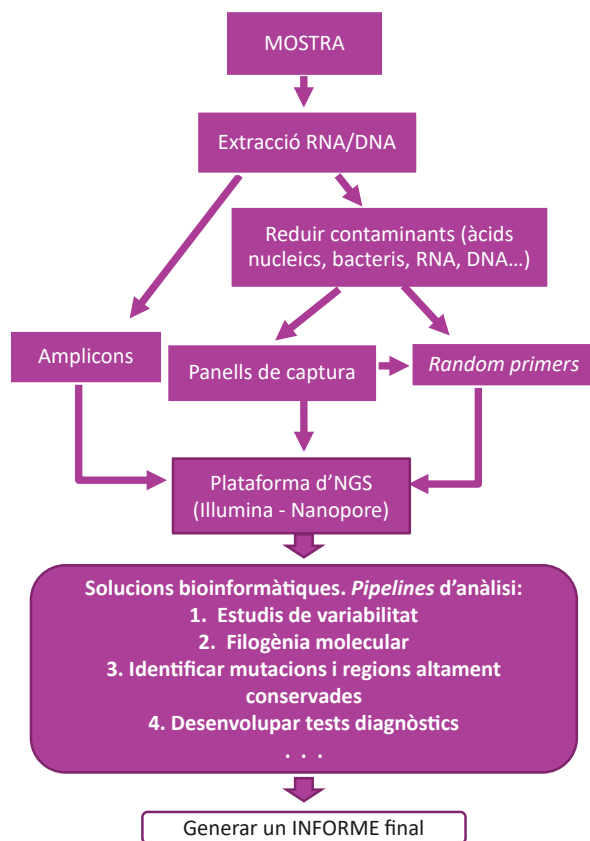 MOSTRA
Extracció RNA/DNA
Reduir contaminants (àcids
nucleics, bacteris, RNA, DNA...)
Amplicons
Panells de captura
Random primers
Plataforma d’NGS
(Illumina - Nanopore)
Solucions bioinformàtiques. Pipelines d’anàlisi:
1. Estudis de variabilitat
2. Filogènia molecular
3. Identificar mutacions i regions altament
conservades
4. Desenvolupar tests diagnòstics
. . .
Generar un INFORME final